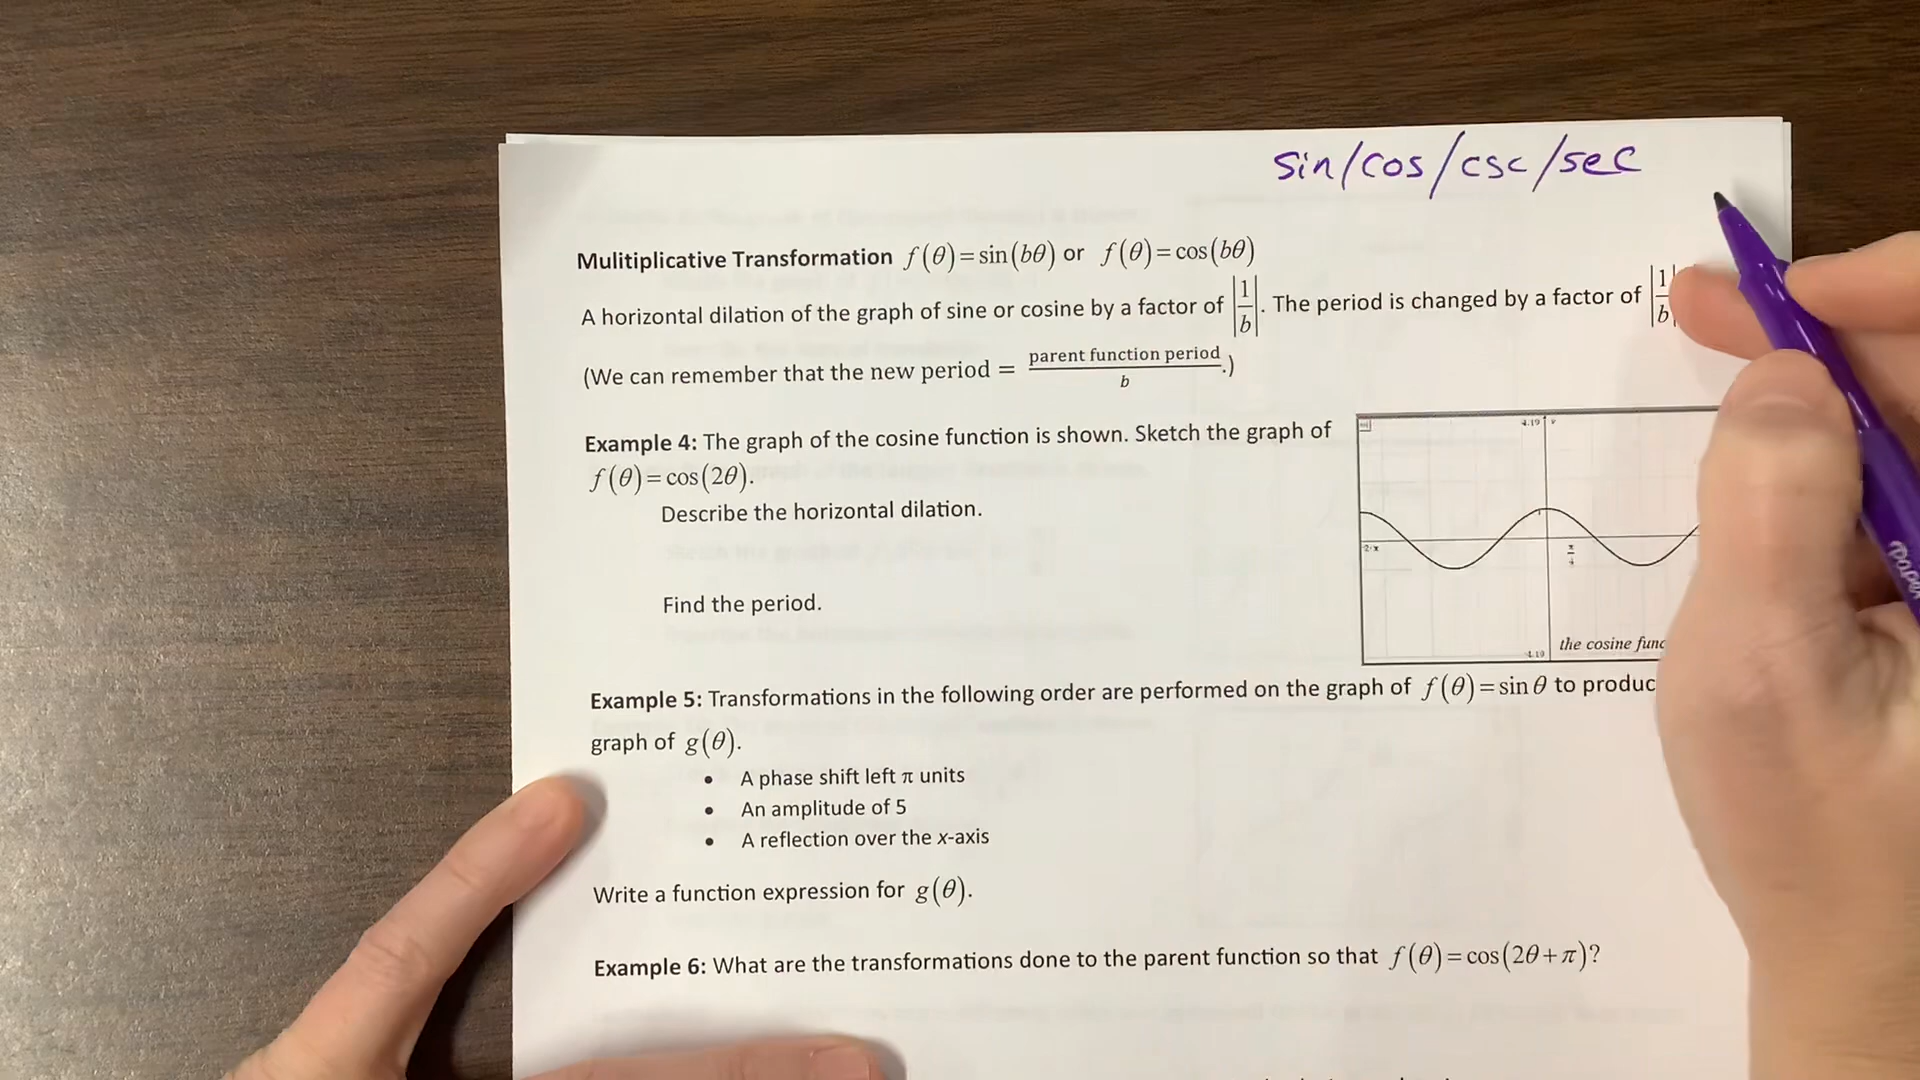 sin/cos/csc/sec
Mulitiplicative Transformation f(θ)=sin(bθ) or f(θ)=cos(bθ)
A horizontal dilation of the graph of sine or cosine by a factor of |1/b|. The period is changed by a factor of |1/b|
(We can remember that the new period = parent function period / b.)
Example 4: The graph of the cosine function is shown. Sketch the graph of
f(θ)=cos(2θ).
Describe the horizontal dilation.
Find the period.
4.19 y
-2·π
π/4
-4.19
the cosine func
Example 5: Transformations in the following order are performed on the graph of f(θ)=sin θ to produc
graph of g(θ).
• A phase shift left π units
• An amplitude of 5
• A reflection over the x-axis
Write a function expression for g(θ).
Example 6: What are the transformations done to the parent function so that f(θ)=cos(2θ+π)?